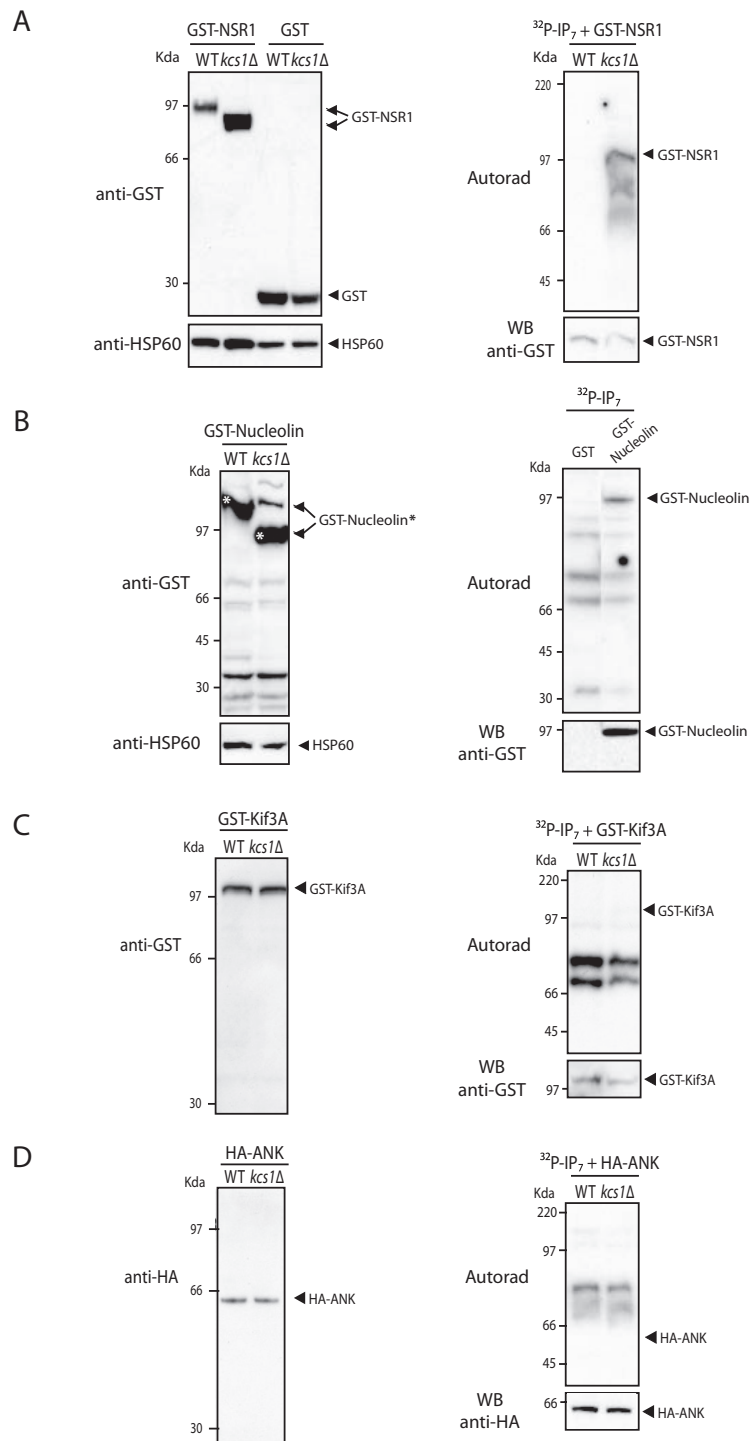 A
GST-NSR1 GST
Kda WT kcs1Δ WT kcs1Δ
97
GST-NSR1
66
anti-GST
30
GST
anti-HSP60 HSP60
³²P-IP₇ + GST-NSR1
Kda WT kcs1Δ
220
97 GST-NSR1
Autorad
66
45
WB
anti-GST GST-NSR1
B
GST-Nucleolin
WT kcs1Δ
Kda
*
GST-Nucleolin*
97
*
anti-GST
66
45
30
anti-HSP60 HSP60
³²P-IP₇
GST GST-Nucleolin
Kda
97 GST-Nucleolin
Autorad
66
45
30
WB
anti-GST
97 GST-Nucleolin
C
GST-Kif3A
Kda WT kcs1Δ
97 GST-Kif3A
anti-GST
66
30
³²P-IP₇ + GST-Kif3A
WT kcs1Δ
Kda
220
97 GST-Kif3A
Autorad
66
45
WB
anti-GST GST-Kif3A
97
D
HA-ANK
Kda WT kcs1Δ
97
anti-HA
66
HA-ANK
30
³²P-IP₇ + HA-ANK
Kda WT kcs1Δ
220
97
Autorad
66
HA-ANK
45
WB
anti-HA
66 HA-ANK